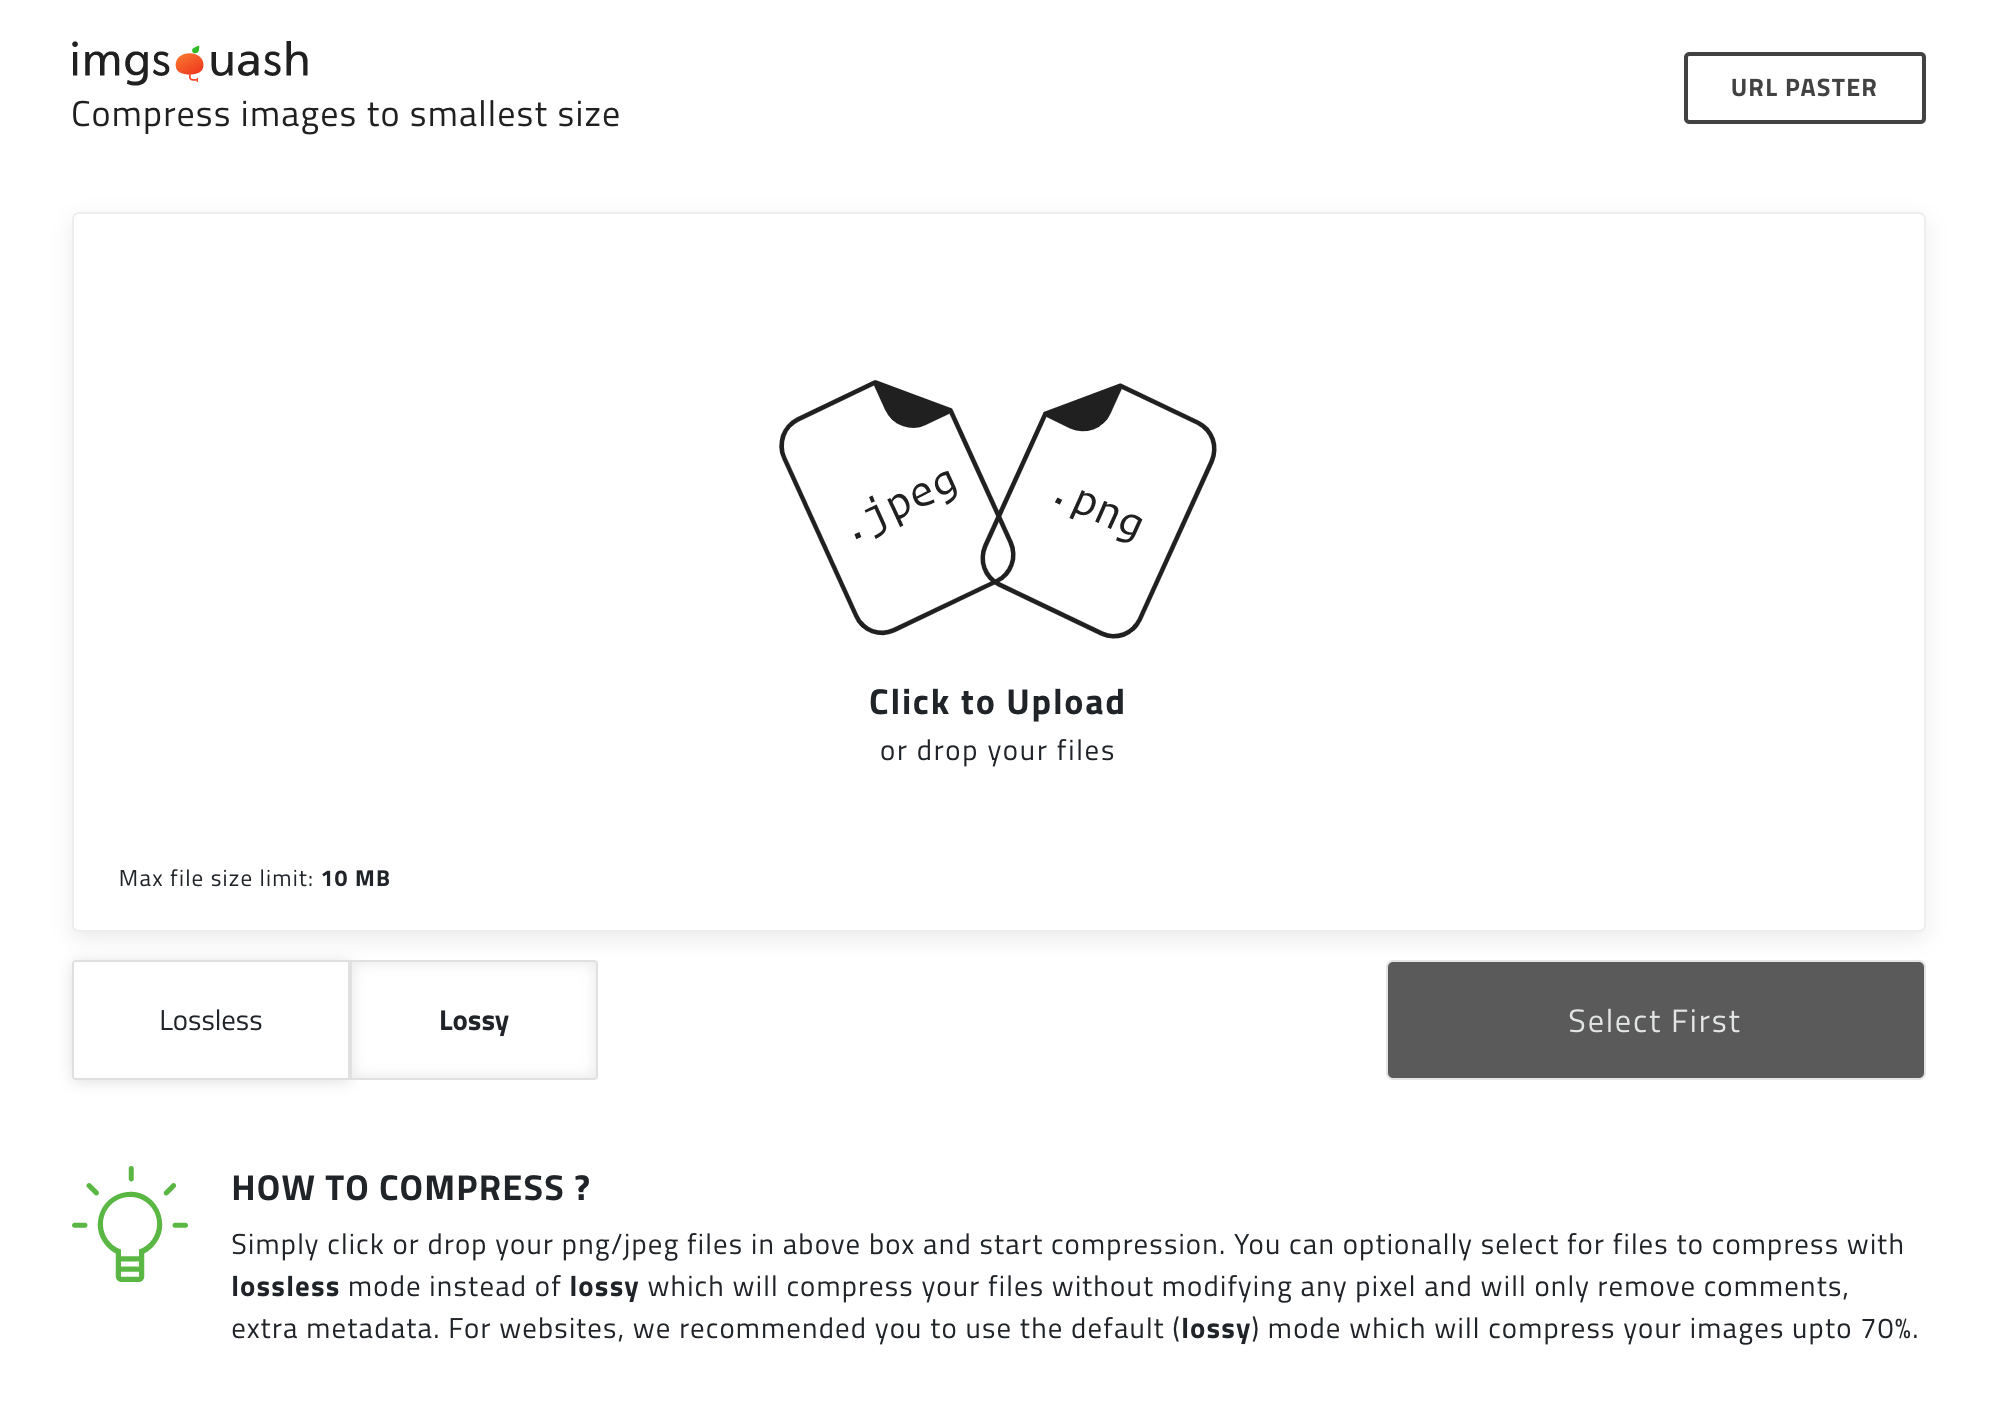 imgsquash
Compress images to smallest size
URL PASTER
.jpeg
.png
Click to Upload
or drop your files
Max file size limit: 10 MB
Lossless
Lossy
Select First
HOW TO COMPRESS ?
Simply click or drop your png/jpeg files in above box and start compression. You can optionally select for files to compress with
lossless mode instead of lossy which will compress your files without modifying any pixel and will only remove comments,
extra metadata. For websites, we recommended you to use the default (lossy) mode which will compress your images upto 70%.